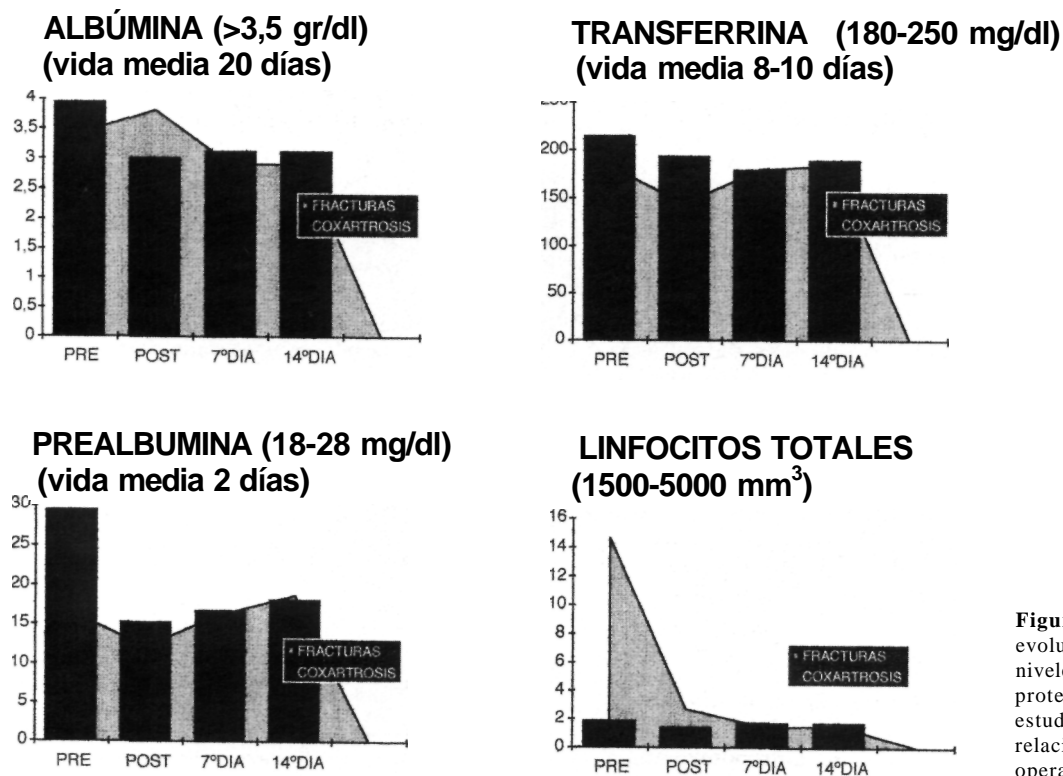 ALBÚMINA (>3,5 gr/dl)
(vida media 20 días)
4
3.5
3
2,5
2
1,5
1
0,5
0
FRACTURAS
COXARTROSIS
PRE POST 7ºDIA 14ºDIA
TRANSFERRINA (180-250 mg/dl)
(vida media 8-10 días)
250
200
150
100
50
0
FRACTURAS
COXARTROSIS
PRE POST 7ºDIA 14ºDIA
PREALBUMINA (18-28 mg/dl)
(vida media 2 días)
30
25
20
15
10
5
0
FRACTURAS
COXARTROSIS
PRE POST 7ºDIA 14ºDIA
LINFOCITOS TOTALES
(1500-5000 mm³)
16
14
12
10
8
6
4
2
0
FRACTURAS
COXARTROSIS
PRE POST 7ºDIA 14ºDIA
Figu
evolu
nivel
prote
estud
relaci
opera